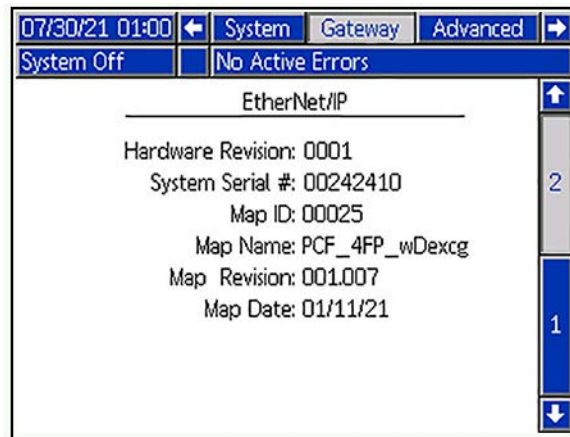 07/30/21 01:00 System Gateway Advanced
System Off No Active Errors
EtherNet/IP
Hardware Revision: 0001
System Serial #: 00242410
Map ID: 00025
Map Name: PCF_4FP_wDexcg
Map Revision: 001.007
Map Date: 01/11/21
2
1